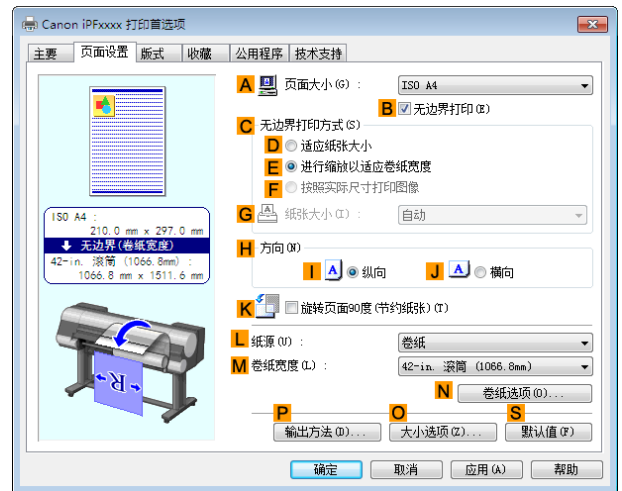 Canon iPFxxxx 打印首选项
主要 页面设置 版式 收藏 公用程序 技术支持
A 页面大小(G) : ISO A4
B 无边界打印(E)
C 无边界打印方式(S)
D 适应纸张大小
E 进行缩放以适应卷纸宽度
F 按照实际尺寸打印图像
G A 纸张大小(I) : 自动
ISO A4 :
210.0 mm x 297.0 mm
无边界(卷纸宽度)
42-in. 滚筒 (1066.8mm) :
1066.8 mm x 1511.6 mm
H 方向(N)
I A 纵向 J A 横向
K 旋转页面90度(节约纸张)(T)
R
L 纸源(U) : 卷纸
M 卷纸宽度(L) : 42-in. 滚筒 (1066.8mm)
N 卷纸选项(O)...
P O S
输出方法(D)... 大小选项(Z)... 默认值(F)
确定 取消 应用(A) 帮助